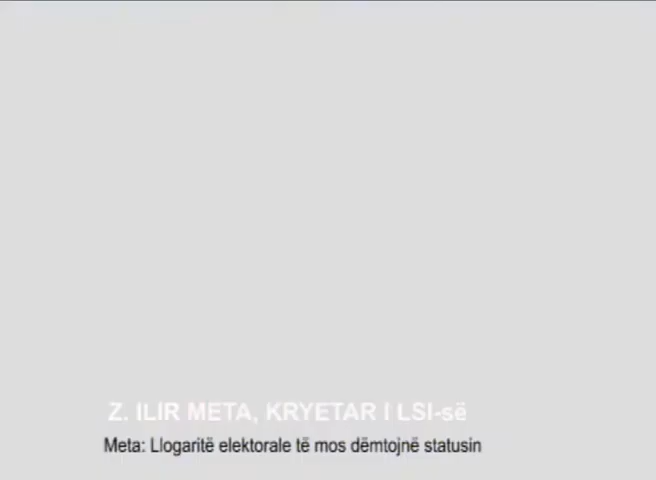 Z. ILIR META, KRYETAR I LSI-së
Meta: Llogaritë elektorale të mos dëmtojnë statusin